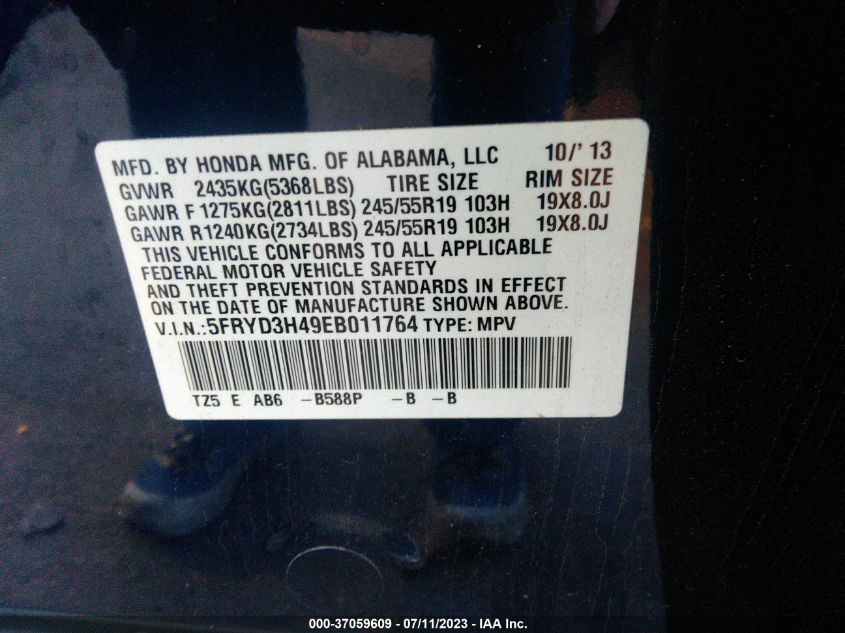 MFD. BY HONDA MFG. OF ALABAMA, LLC 10/' 13
GVWR 2435KG(5368LBS) TIRE SIZE RIM SIZE
GAWR F 1275KG(2811LBS) 245/55R19 103H 19X8.0J
GAWR R1240KG(2734LBS) 245/55R19 103H 19X8.0J
THIS VEHICLE CONFORMS TO ALL APPLICABLE
FEDERAL MOTOR VEHICLE SAFETY
AND THEFT PREVENTION STANDARDS IN EFFECT
ON THE DATE OF MANUFACTURE SHOWN ABOVE.
V.I.N.:5FRYD3H49EB011764 TYPE: MPV
TZ5 E AB6 -B588P -B -B
000-37059609 - 07/11/2023 - IAA Inc.